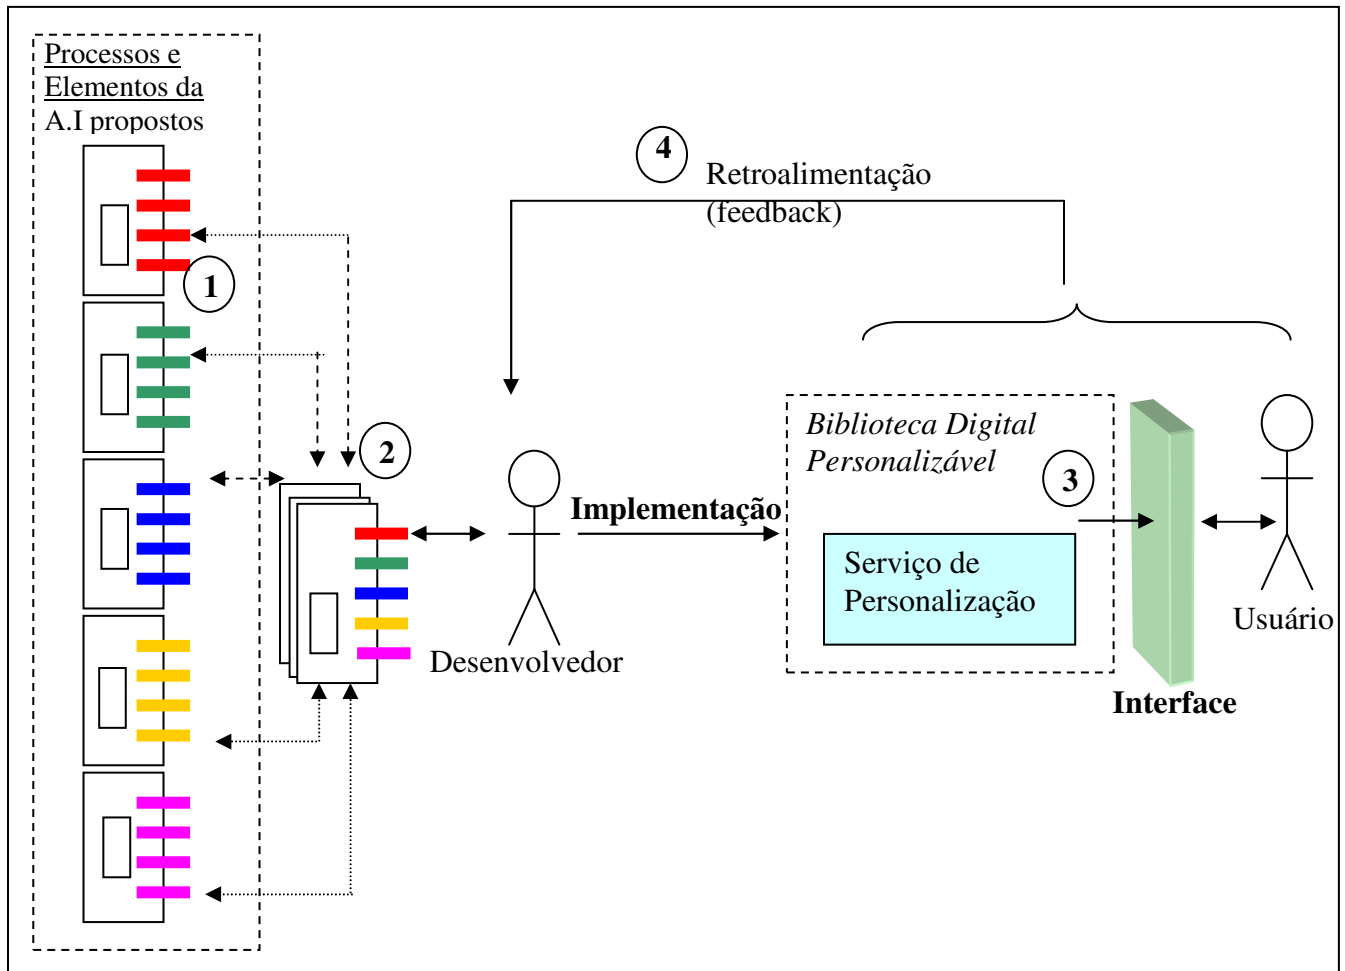 Processos e
Elementos da
A.I propostos
1
2
Desenvolvedor
4
Retroalimentação
(feedback)
Implementação
Biblioteca Digital
Personalizável
3
Serviço de
Personalização
Interface
Usuário